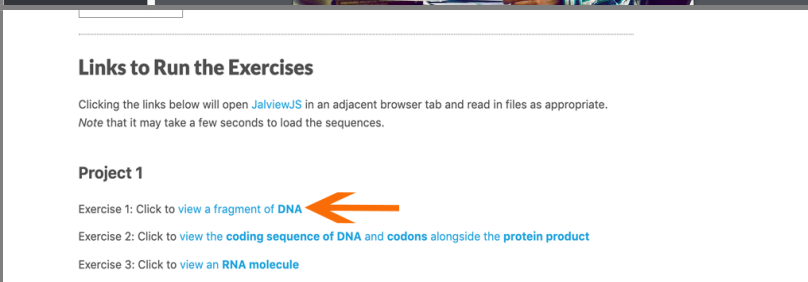 Links to Run the Exercises
Clicking the links below will open JalviewJS in an adjacent browser tab and read in files as appropriate.
Note that it may take a few seconds to load the sequences.
Project 1
Exercise 1: Click to view a fragment of DNA
Exercise 2: Click to view the coding sequence of DNA and codons alongside the protein product
Exercise 3: Click to view an RNA molecule